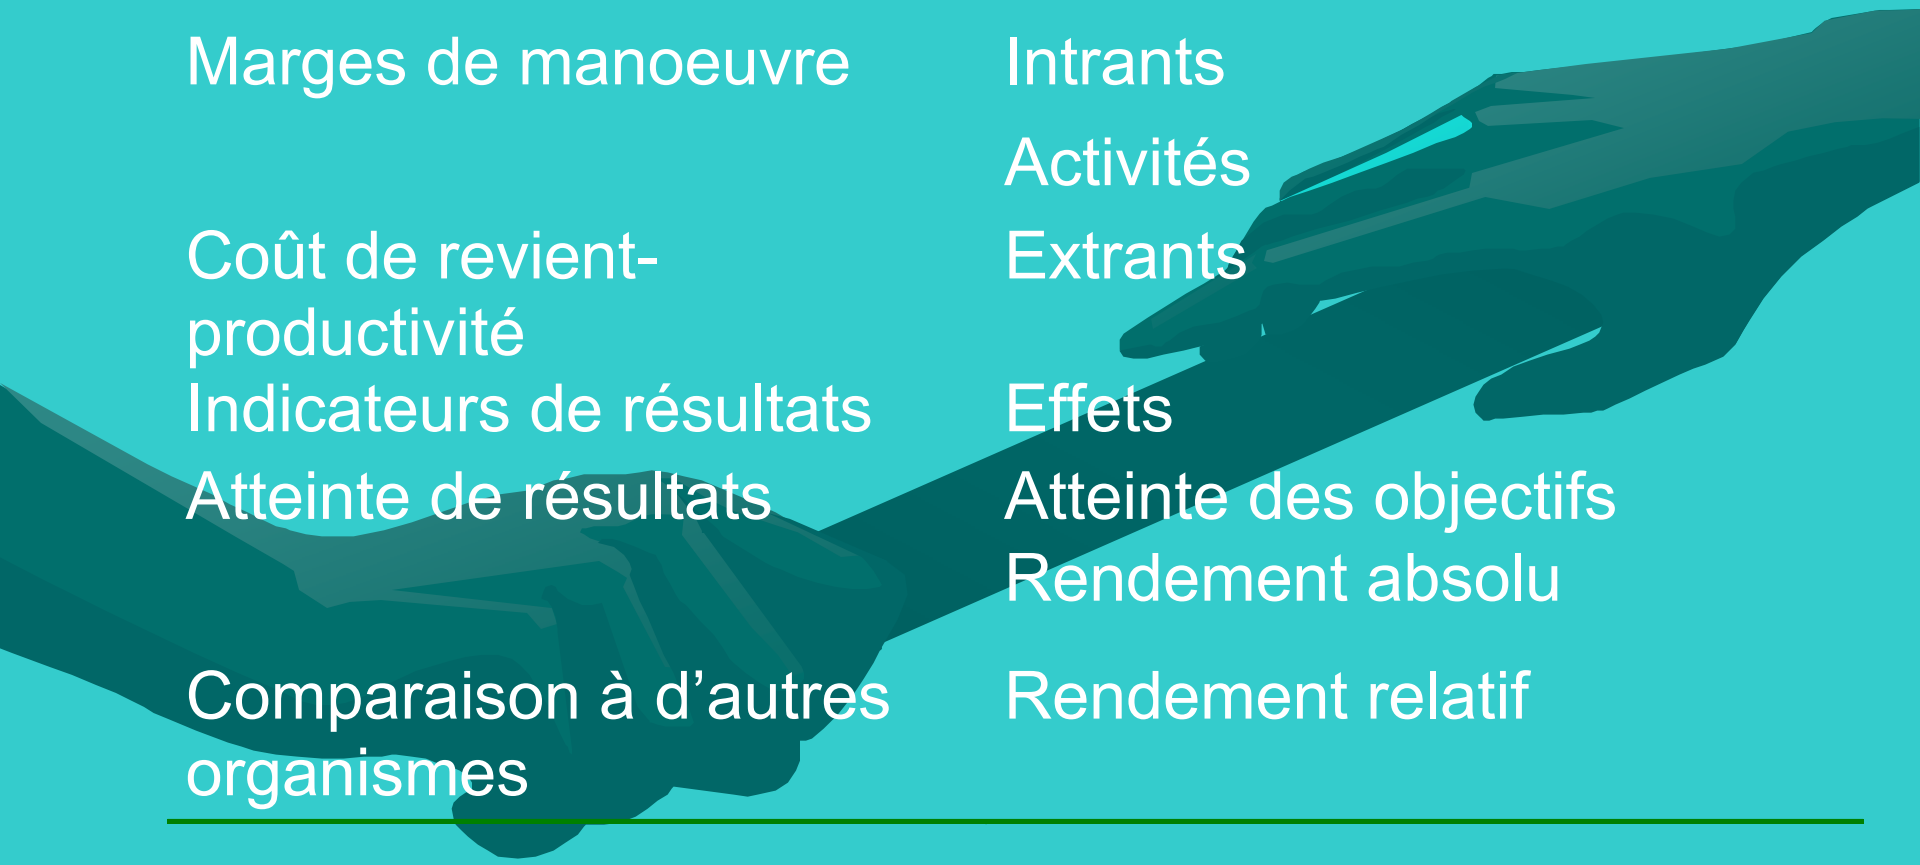 Marges de manoeuvre Intrants
Activités
Coût de revient- Extrants
productivité
Indicateurs de résultats Effets
Atteinte de résultats Atteinte des objectifs
Rendement absolu
Comparaison à d’autres Rendement relatif
organismes